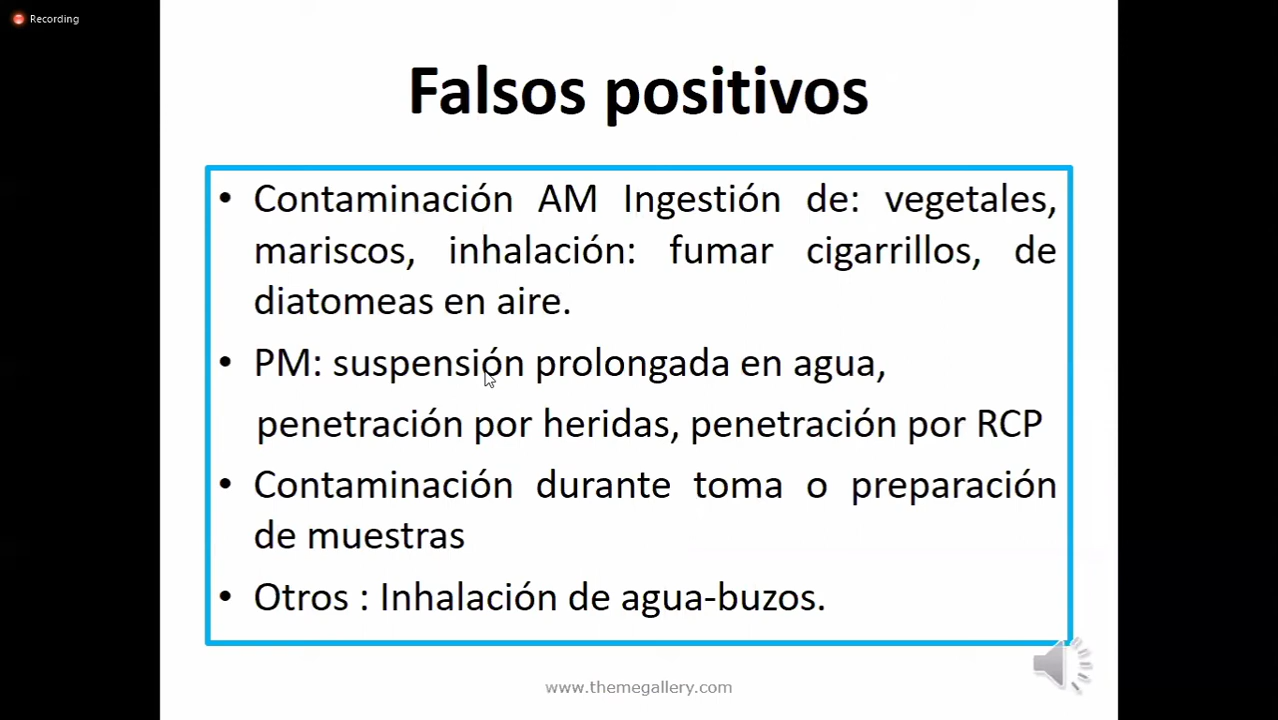 Recording
Falsos positivos
• Contaminación AM Ingestión de: vegetales,
mariscos, inhalación: fumar cigarrillos, de
diatomeas en aire.
• PM: suspensión prolongada en agua,
penetración por heridas, penetración por RCP
• Contaminación durante toma o preparación
de muestras
• Otros : Inhalación de agua-buzos.
www.themegallery.com